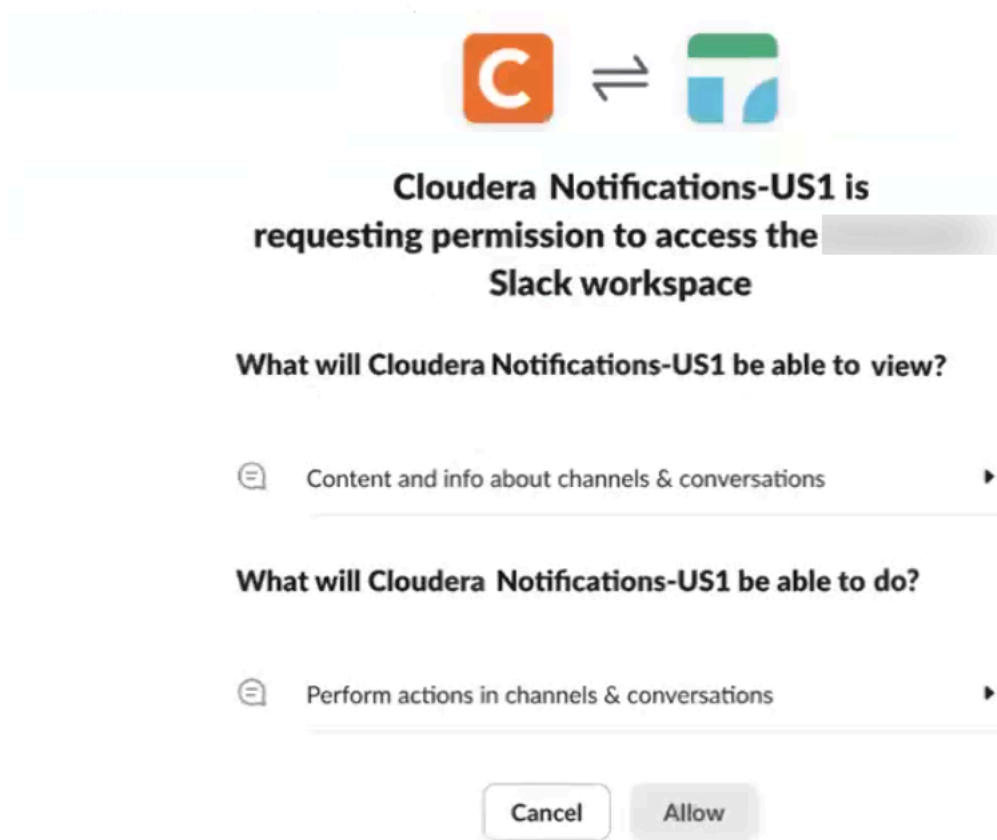 C
Cloudera Notifications-US1 is
requesting permission to access the
Slack workspace
What will Cloudera Notifications-US1 be able to view?
Content and info about channels & conversations
What will Cloudera Notifications-US1 be able to do?
Perform actions in channels & conversations
Cancel Allow